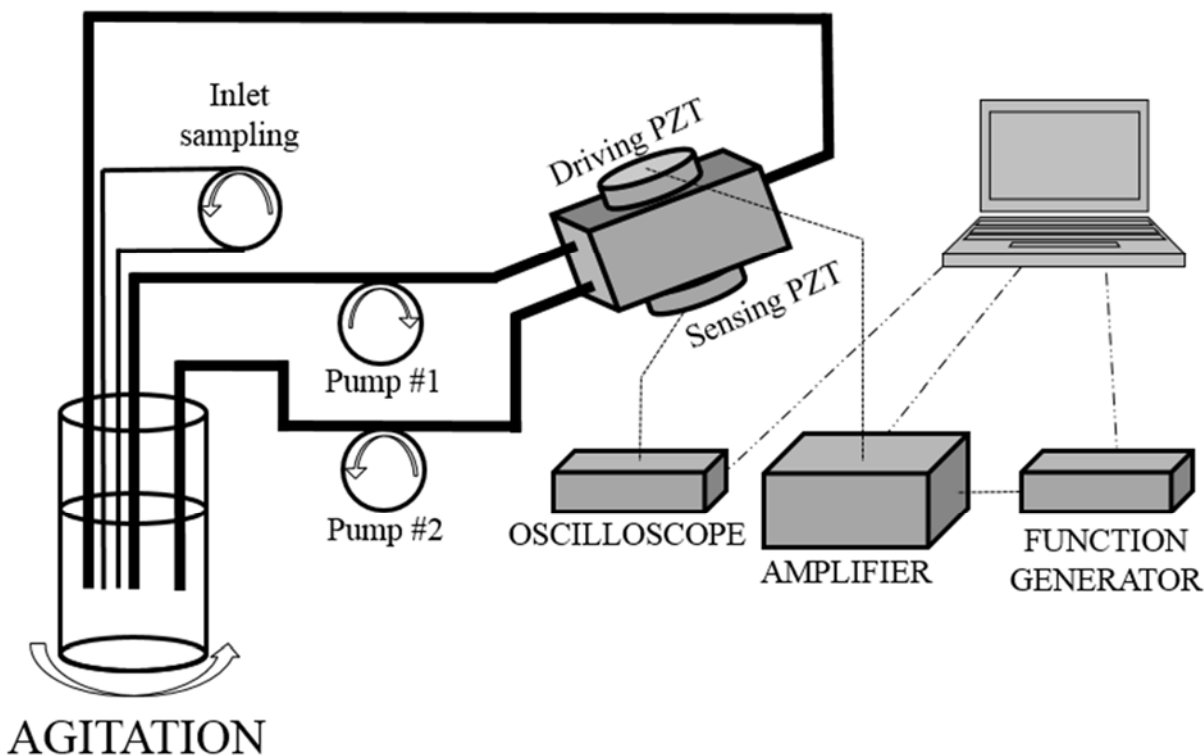 Inlet
sampling
Driving PZT
Sensing PZT
Pump #1
Pump #2
OSCILLOSCOPE
AMPLIFIER
FUNCTION
GENERATOR
AGITATION